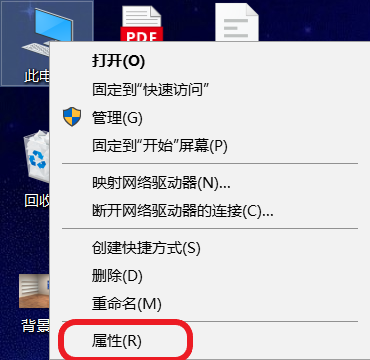 PDF
此电
打开(O)
固定到"快速访问"
管理(G)
固定到"开始"屏幕(P)
回收
映射网络驱动器(N)...
断开网络驱动器的连接(C)...
创建快捷方式(S)
删除(D)
重命名(M)
背景
属性(R)